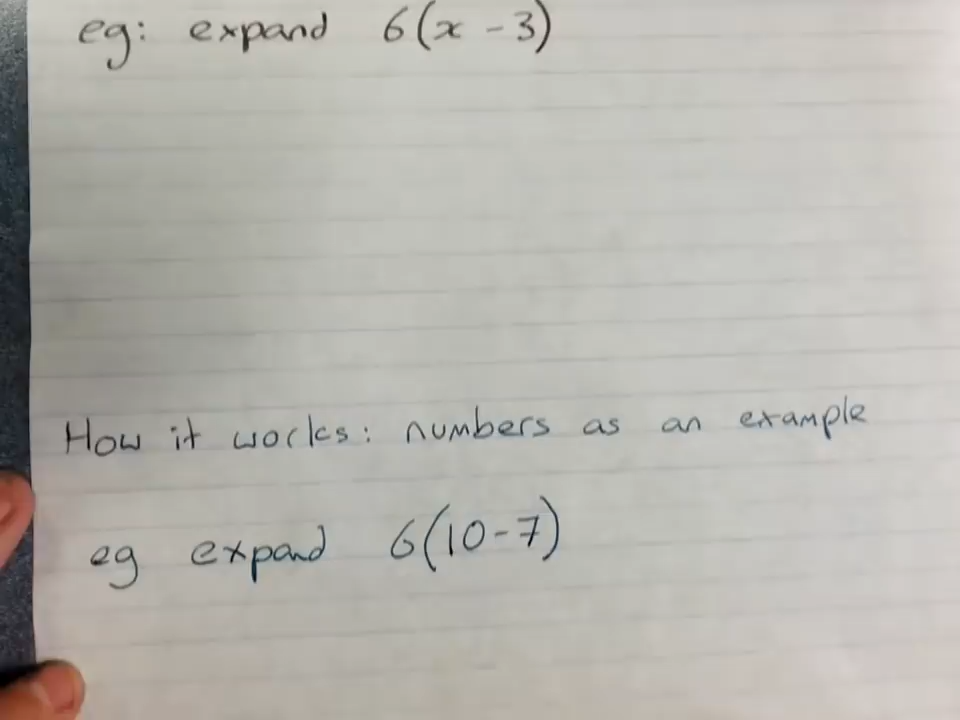 eg: expand 6(x - 3)
How it works: numbers as an example
eg expand 6(10-7)